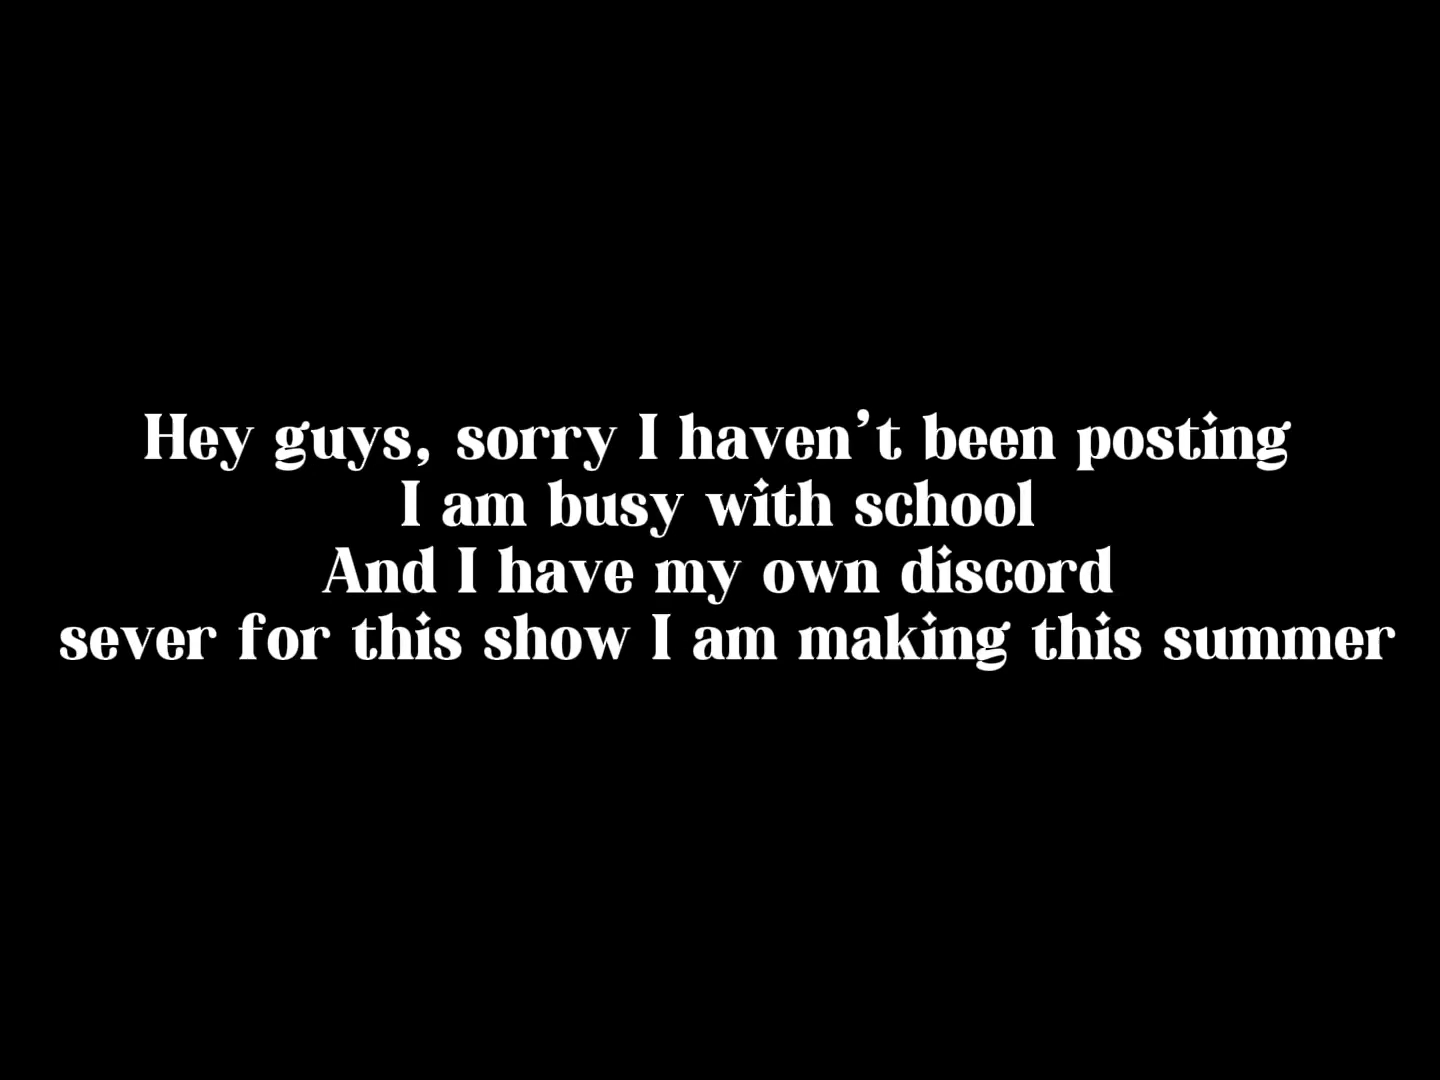 Hey guys, sorry I haven’t been posting
I am busy with school
And I have my own discord
sever for this show I am making this summer